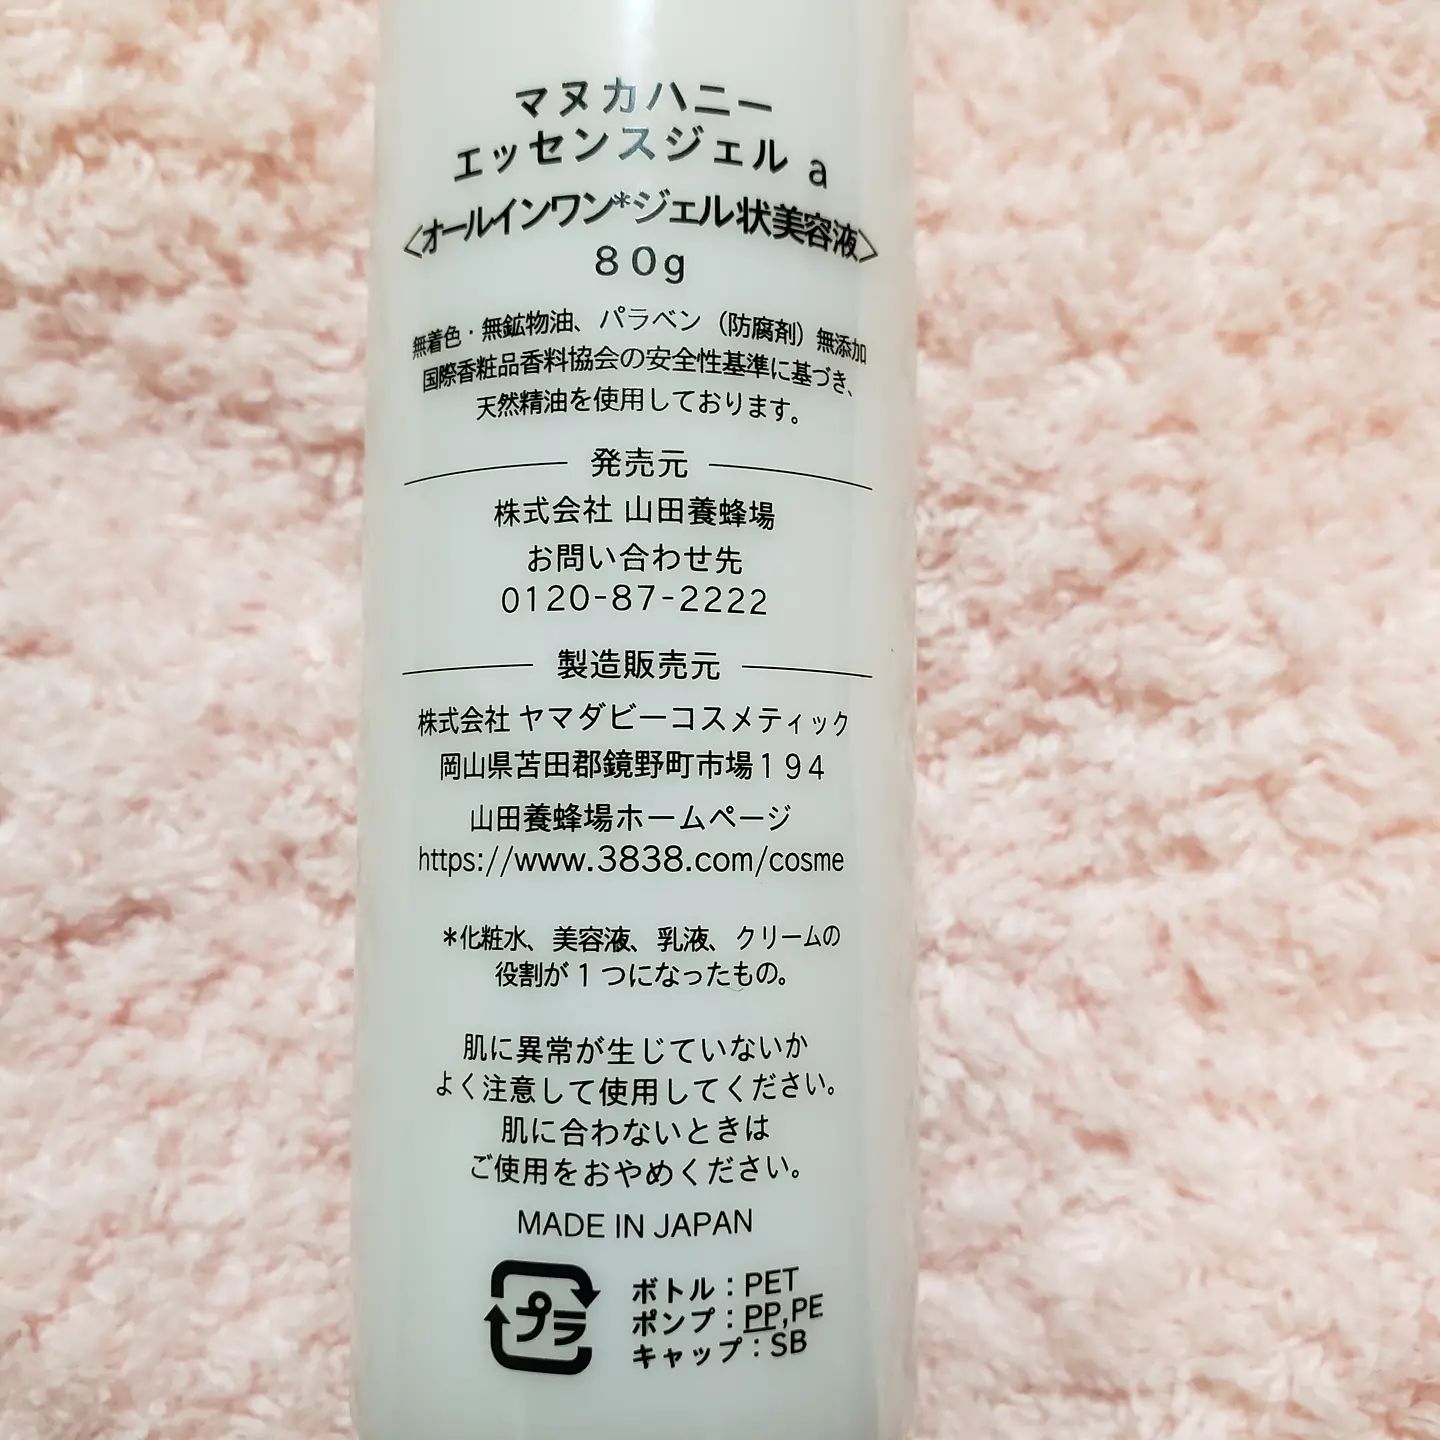 マヌカハニー
エッセンスジェル a
〈オールインワン*ジェル状美容液〉
80g
無着色・無鉱物油、パラベン（防腐剤）無添加
国際香粧品香料協会の安全性基準に基づき、
天然精油を使用しております。
発売元
株式会社 山田養蜂場
お問い合わせ先
0120-87-2222
製造販売元
株式会社 ヤマダビーコスメティック
岡山県苫田郡鏡野町市場194
山田養蜂場ホームページ
https://www.3838.com/cosme
*化粧水、美容液、乳液、クリームの
役割が1つになったもの。
肌に異常が生じていないか
よく注意して使用してください。
肌に合わないときは
ご使用をおやめください。
MADE IN JAPAN
プラ
ボトル：PET
ポンプ：PP,PE
キャップ：SB